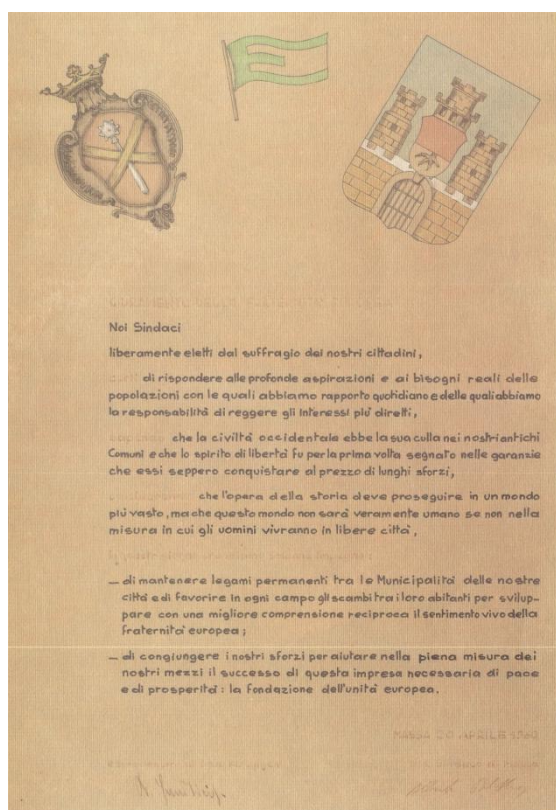 Noi Sindaci
liberamente eletti dal suffragio dei nostri cittadini,
di rispondere alle profonde aspirazioni e ai bisogni reali delle
popolazioni con le quali abbiamo rapporto quotidiano e delle quali abbiamo
la responsabilità di reggere gli interessi più diretti,
che la civiltà occidentale ebbe la sua culla nei nostri antichi
Comuni e che lo spirito di libertà fu per la prima volta segnato nelle garanzie
che essi seppero conquistare al prezzo di lunghi sforzi,
che l'opera della storia deve proseguire in un mondo
più vasto, ma che questo mondo non sarà veramente umano se non nella
misura in cui gli uomini vivranno in libere città,
— di mantenere legami permanenti tra le Municipalità delle nostre
città e di favorire in ogni campo gli scambi tra i loro abitanti per svilup-
pare con una migliore comprensione reciproca il sentimento vivo della
fraternità europea;
— di congiungere i nostri sforzi per aiutare nella piena misura dei
nostri mezzi il successo di questa impresa necessaria di pace
e di prosperità: la fondazione dell'unità europea.